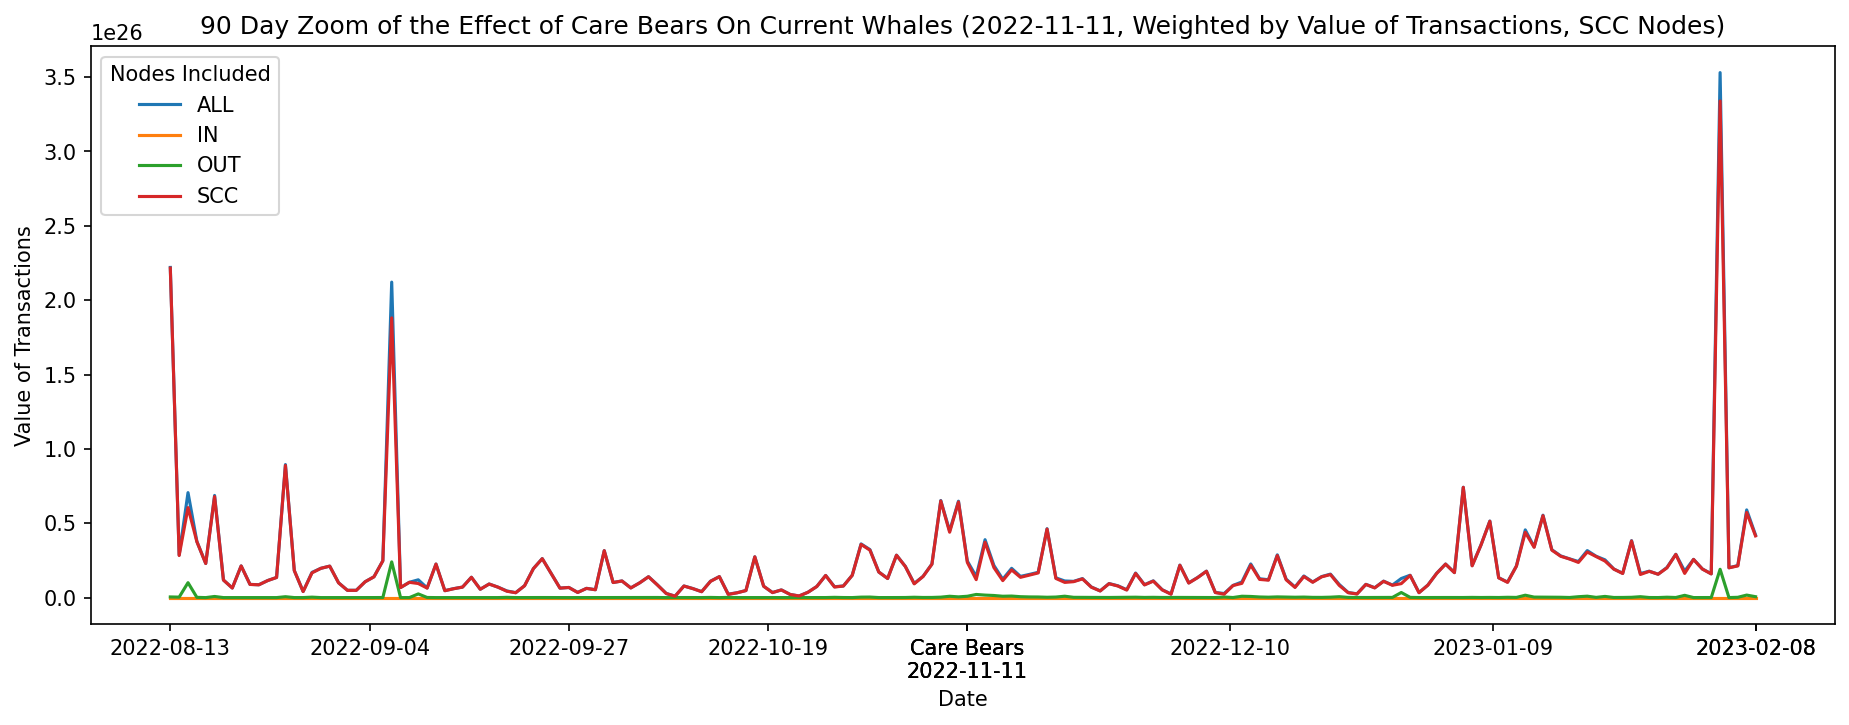 90 Day Zoom of the Effect of Care Bears On Current Whales (2022-11-11, Weighted by Value of Transactions, SCC Nodes)
1e26
Nodes Included
ALL
IN
OUT
SCC
3.5
3.0
2.5
2.0
1.5
1.0
0.5
0.0
Value of Transactions
2022-08-13
2022-09-04
2022-09-27
2022-10-19
Care Bears
2022-11-11
2022-12-10
2023-01-09
2023-02-08
Date